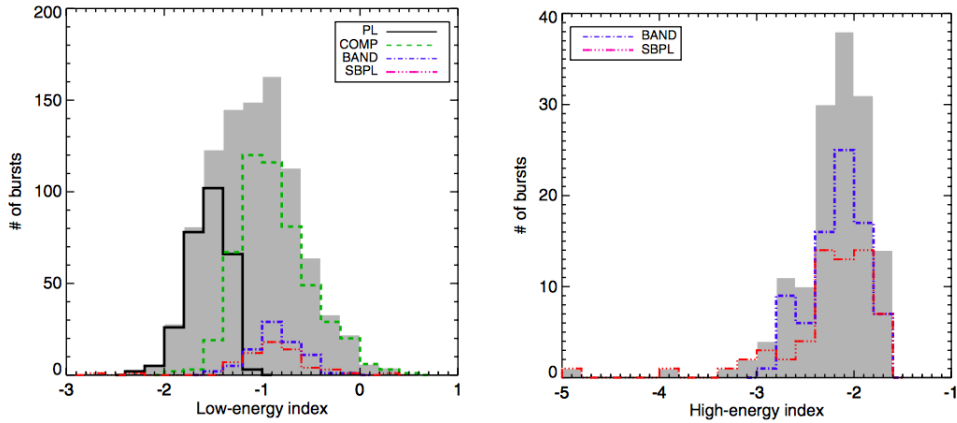 200
150
100
50
0
# of bursts
PL
COMP
BAND
SBPL
-3 -2 -1 0 1
Low-energy index
40
30
20
10
0
# of bursts
BAND
SBPL
-5 -4 -3 -2 -1
High-energy index